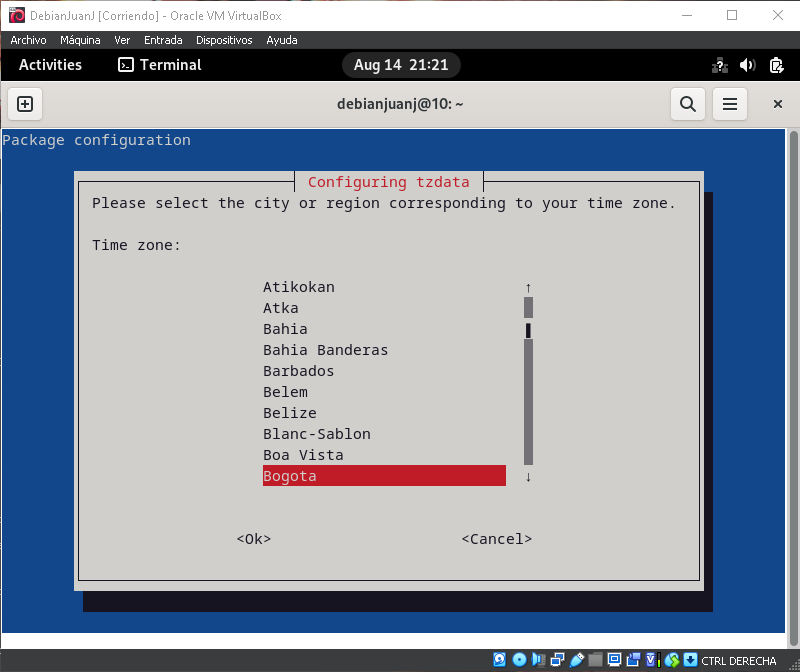 DebianJuanJ [Corriendo] - Oracle VM VirtualBox
Archivo Máquina Ver Entrada Dispositivos Ayuda
Activities Terminal Aug 14 21:21
debianjuanj@10: ~
Package configuration
Configuring tzdata
Please select the city or region corresponding to your time zone.
Time zone:
Atikokan
Atka
Bahia
Bahia Banderas
Barbados
Belem
Belize
Blanc-Sablon
Boa Vista
Bogota
<Ok> <Cancel>
CTRL DERECHA